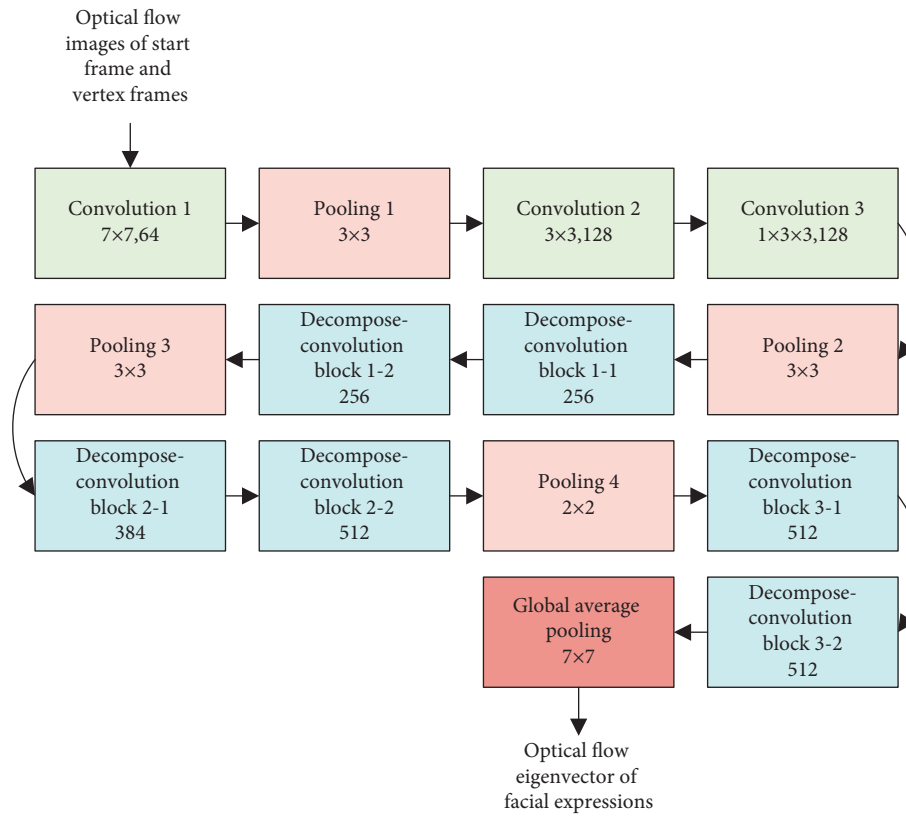 Optical flow
images of start
frame and
vertex frames
Convolution 1
7×7,64
Pooling 1
3×3
Convolution 2
3×3,128
Convolution 3
1×3×3,128
Pooling 3
3×3
Decompose-
convolution
block 1-2
256
Decompose-
convolution
block 1-1
256
Pooling 2
3×3
Decompose-
convolution
block 2-1
384
Decompose-
convolution
block 2-2
512
Pooling 4
2×2
Decompose-
convolution
block 3-1
512
Global average
pooling
7×7
Decompose-
convolution
block 3-2
512
Optical flow
eigenvector of
facial expressions